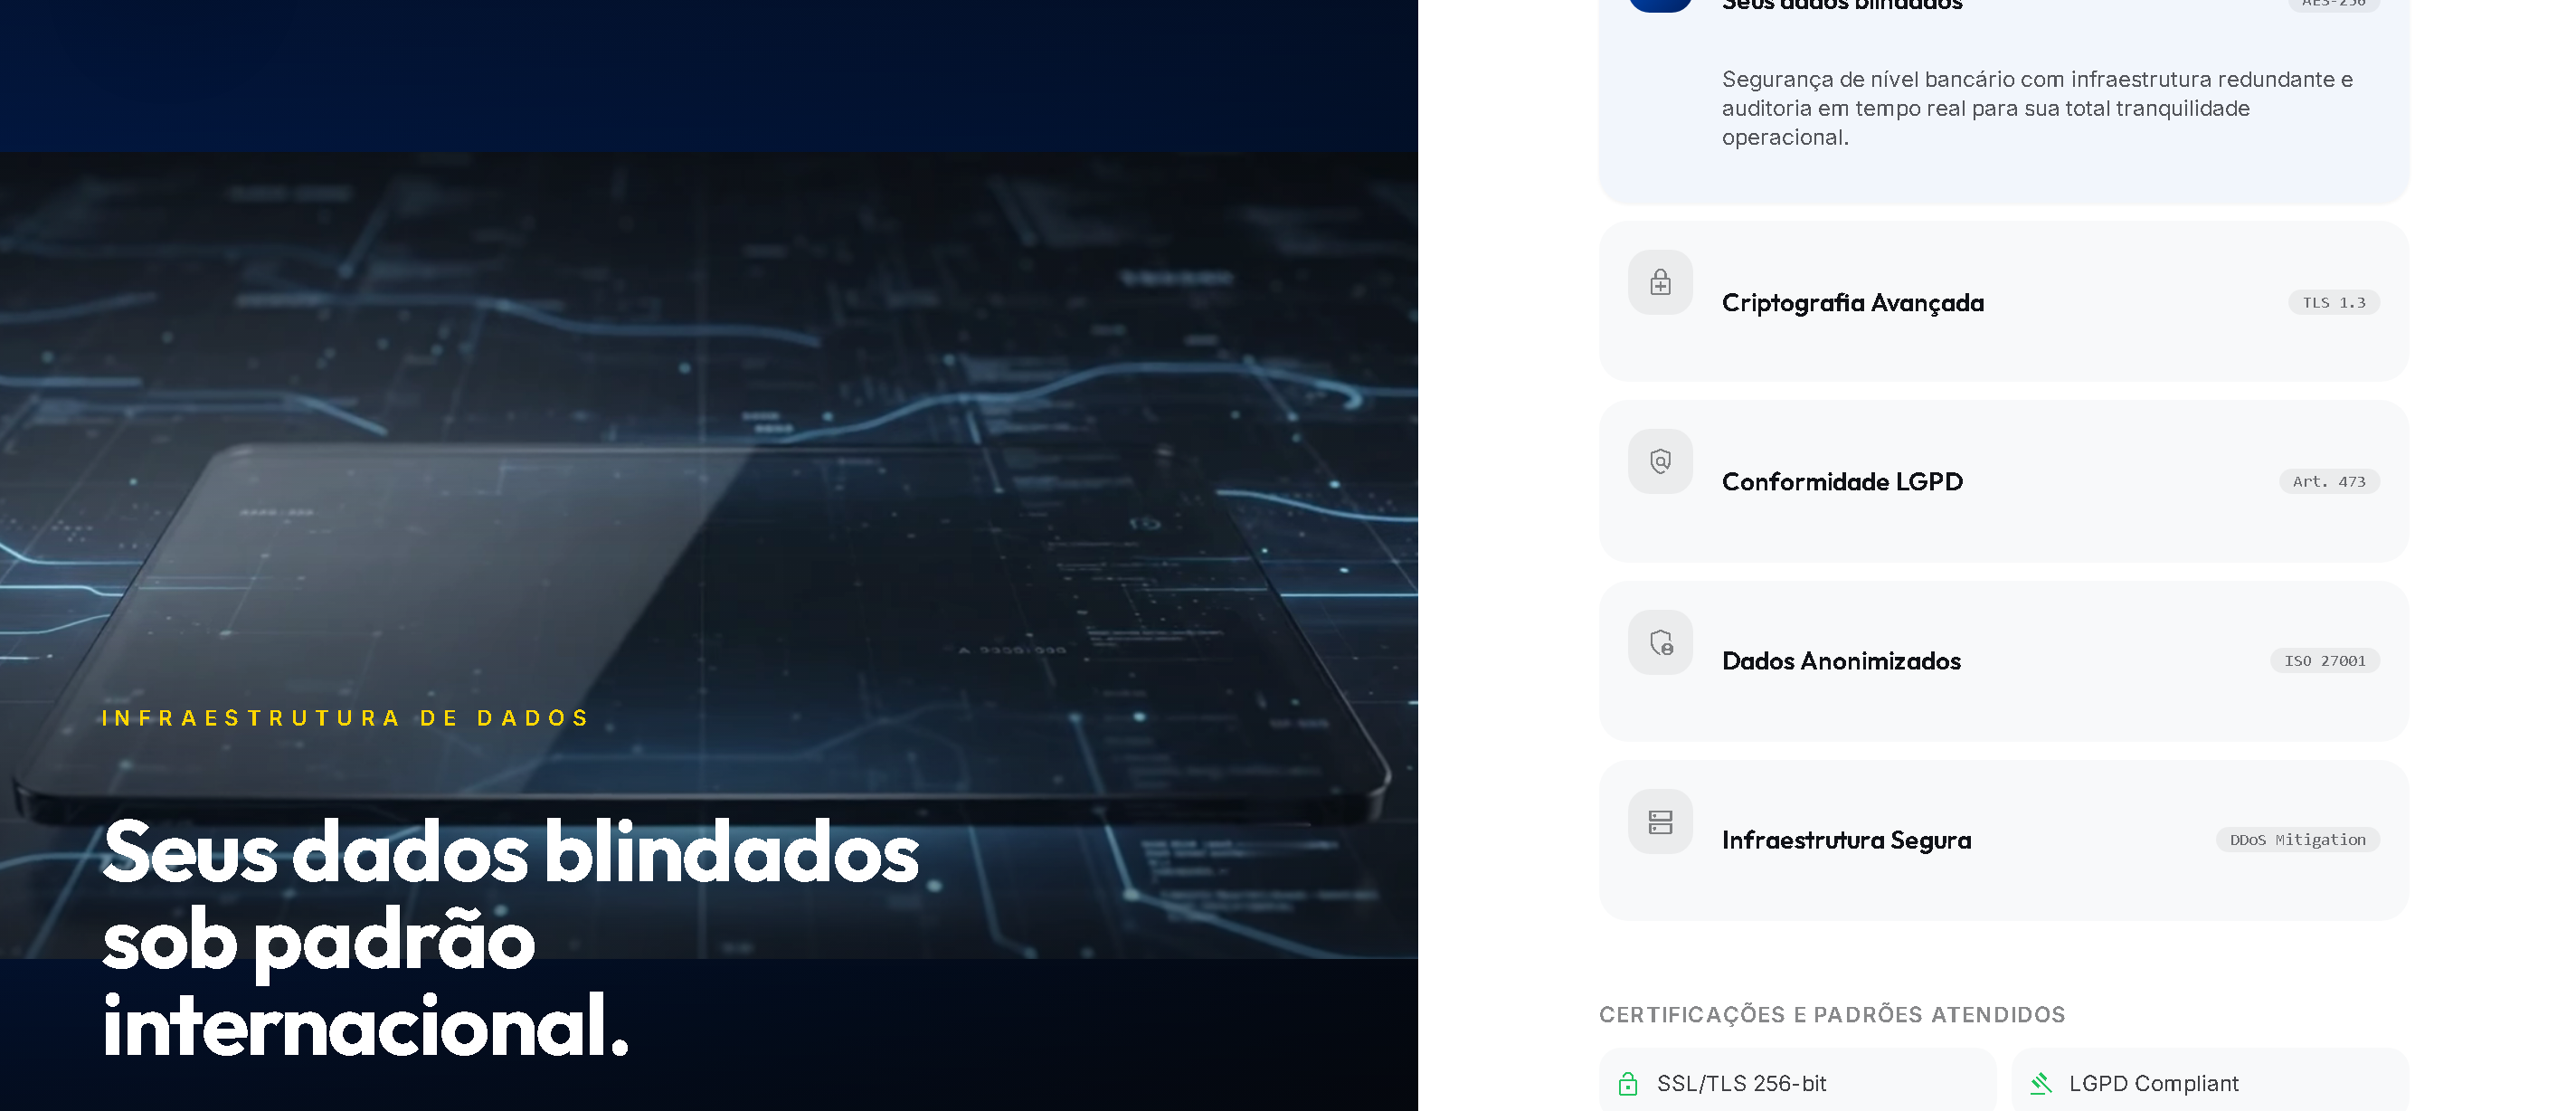 INFRAESTRUTURA DE DADOS
Seus dados blindados
sob padrão
internacional.
Seus dados blindados
AES-256
Segurança de nível bancário com infraestrutura redundante e
auditoria em tempo real para sua total tranquilidade
operacional.
Criptografia Avançada
TLS 1.3
Conformidade LGPD
Art. 473
Dados Anonimizados
ISO 27001
Infraestrutura Segura
DDoS Mitigation
CERTIFICAÇÕES E PADRÕES ATENDIDOS
SSL/TLS 256-bit
LGPD Compliant